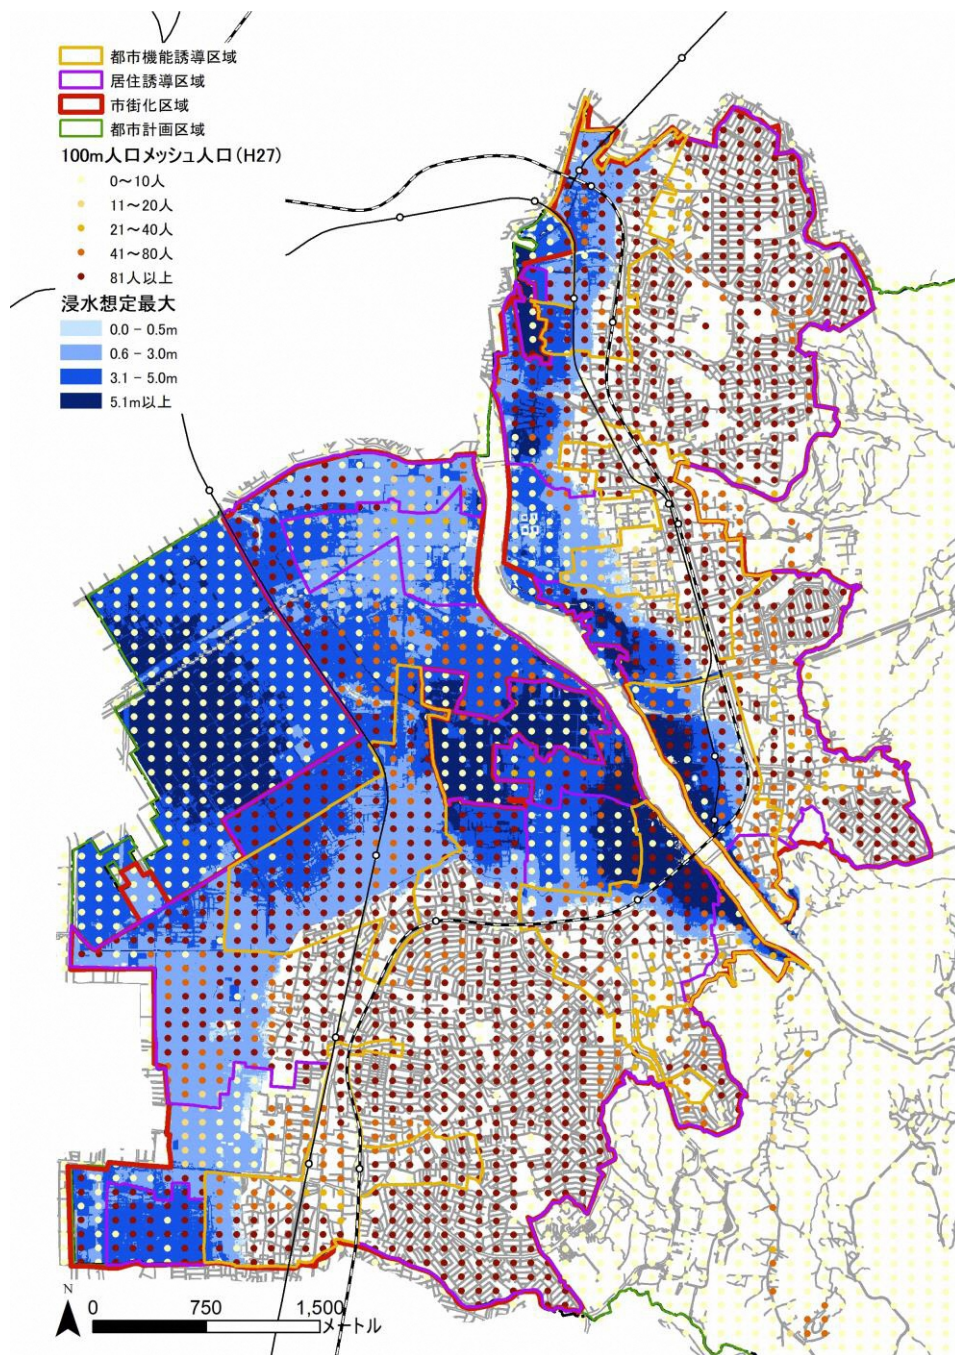 都市機能誘導区域
居住誘導区域
市街化区域
都市計画区域
100m人口メッシュ人口(H27)
0～10人
11～20人
21～40人
41～80人
81人以上
浸水想定最大
0.0 - 0.5m
0.6 - 3.0m
3.1 - 5.0m
5.1m以上
N
0 750 1,500
メートル